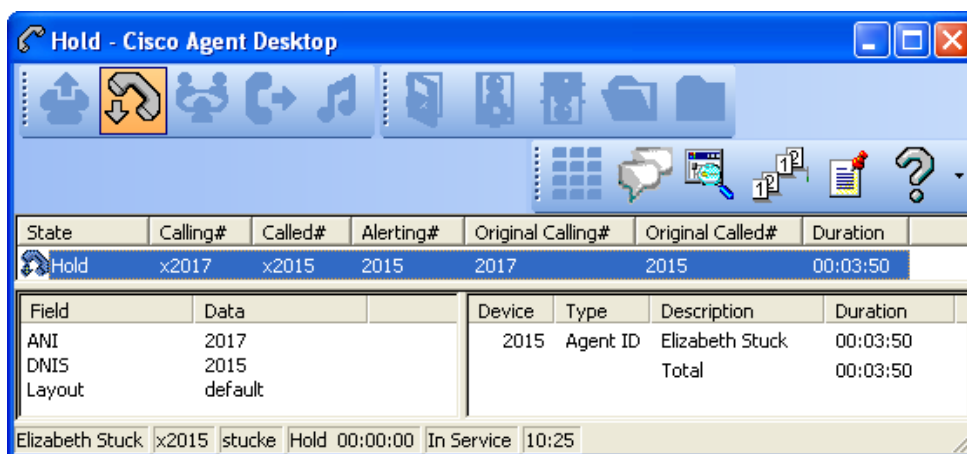 Hold - Cisco Agent Desktop
State Calling# Called# Alerting# Original Calling# Original Called# Duration
Hold x2017 x2015 2015 2017 2015 00:03:50
Field Data
ANI 2017
DNIS 2015
Layout default
Device Type Description Duration
2015 Agent ID Elizabeth Stuck 00:03:50
Total 00:03:50
Elizabeth Stuck x2015 stucke Hold 00:00:00 In Service 10:25